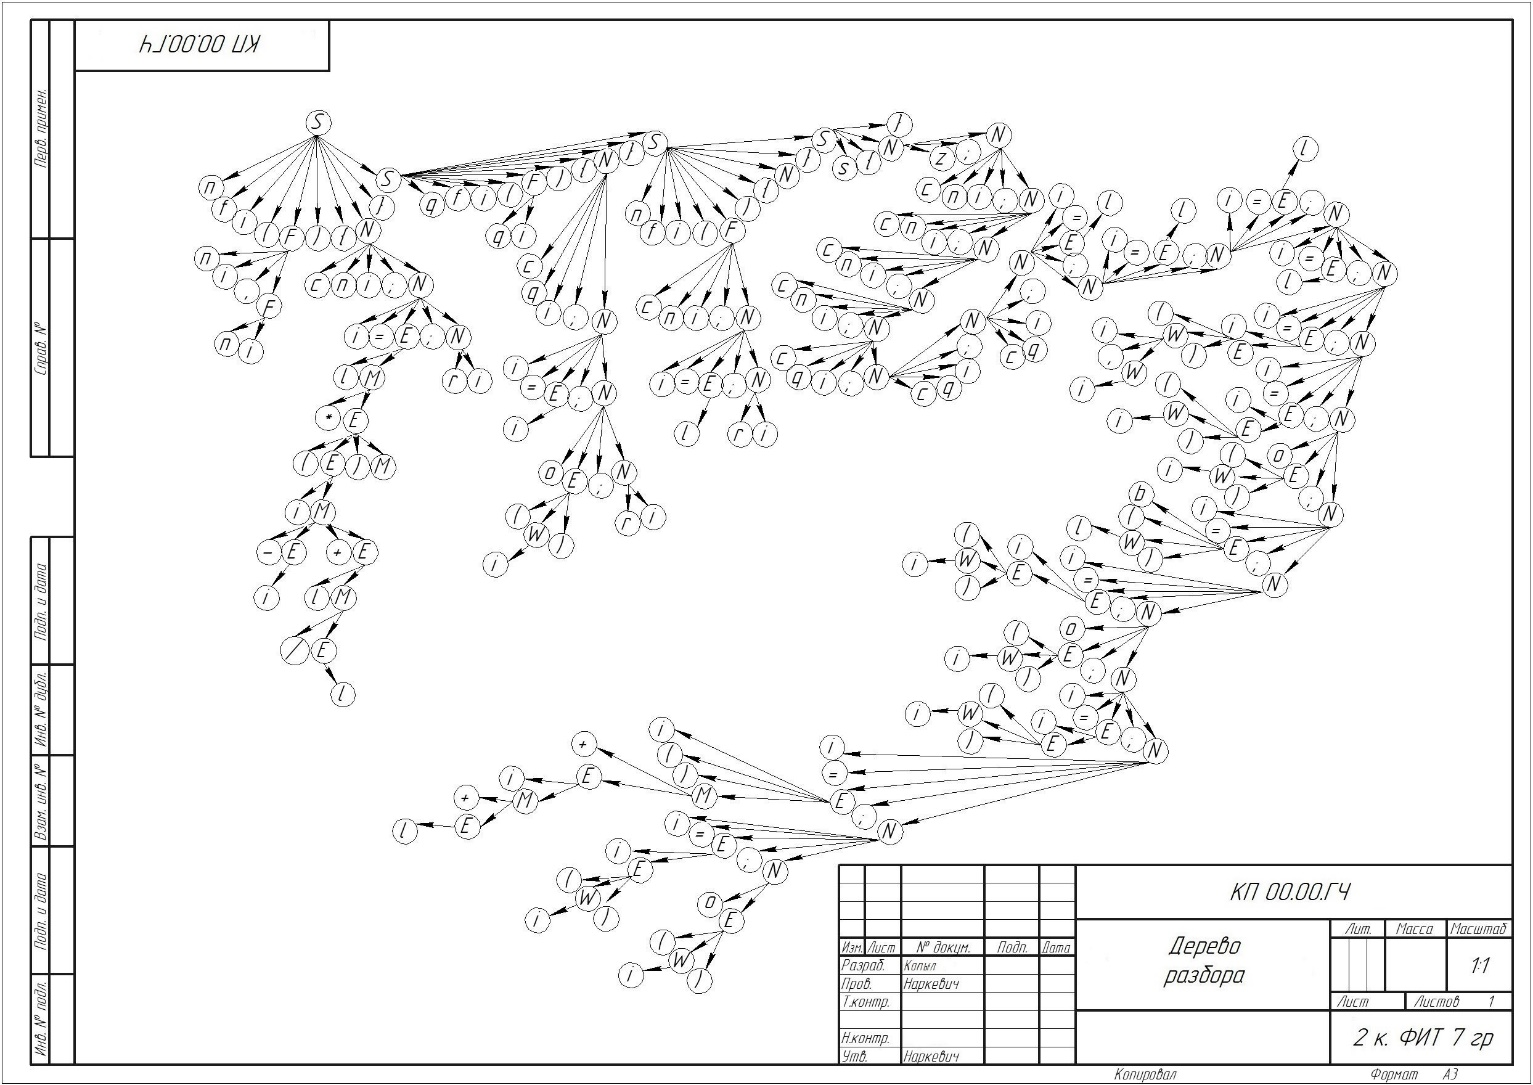 КП 00.00.ГЧ
Перв. примен.
Справ. №
Подп. и дата
Инв. № дубл.
Взам. инв. №
Подп. и дата
Инв. № подл.
S
n f i ( F ) { N } S
n i , F
n i
c n i ; N
i = E ; N
l M
r i
* E
( E ) M
i M
- E + E
i l M
/ E
l
q f i ( F ) { N } S
q i
c q i ; N
i = E ; N
i
o E ; N
( W )
i
r i
n f i ( F ) { N } S
c n i ; N
i = E ; N
l r i
s { N }
z ; N
c n i ; N
c n i ; N
c n i ; N
c n i ; N
c q i ; N
c q i ; N
c q i ; N
i = E ; N
l
i = E ; N
l
i = E ; N
l
i = E ; N
l
i = E ; N
i E
( W )
i , W
i
i = E ; N
i E
( W )
i
o E ; N
( W )
i
i = E ; N
b ( W )
l
i = E ; N
i E
( W )
i
o E ; N
( W )
i
i = E ; N
i E
( W )
i
i = E ; N
i ( ) M
+ E
i M
+ E
l
i = E ; N
i E
( W )
i
o E
( W )
i
КП 00.00.ГЧ
Дерево
разбора
Лит. Масса Масштаб
1:1
Лист Листов 1
2 к. ФИТ 7 гр
Изм. Лист № докум. Подп. Дата
Разраб. Копыл
Пров. Наркевич
Т.контр.
Н.контр.
Утв. Наркевич
Копировал Формат А3